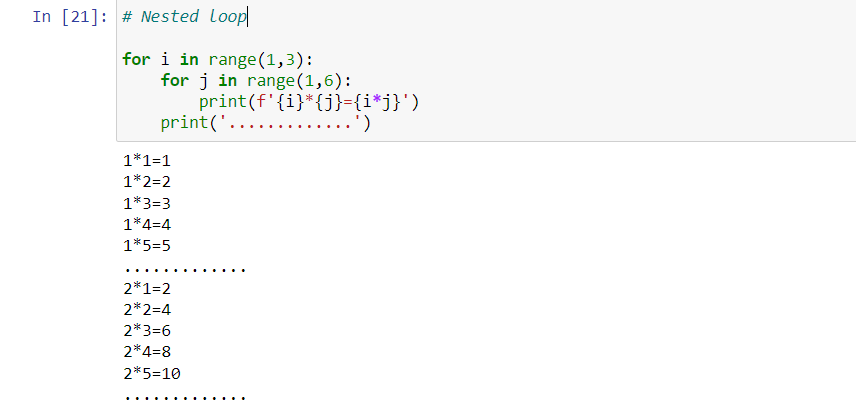 In [21]: # Nested loop
for i in range(1,3):
    for j in range(1,6):
        print(f'{i}*{j}={i*j}')
    print('.............')
1*1=1
1*2=2
1*3=3
1*4=4
1*5=5
.............
2*1=2
2*2=4
2*3=6
2*4=8
2*5=10
.............